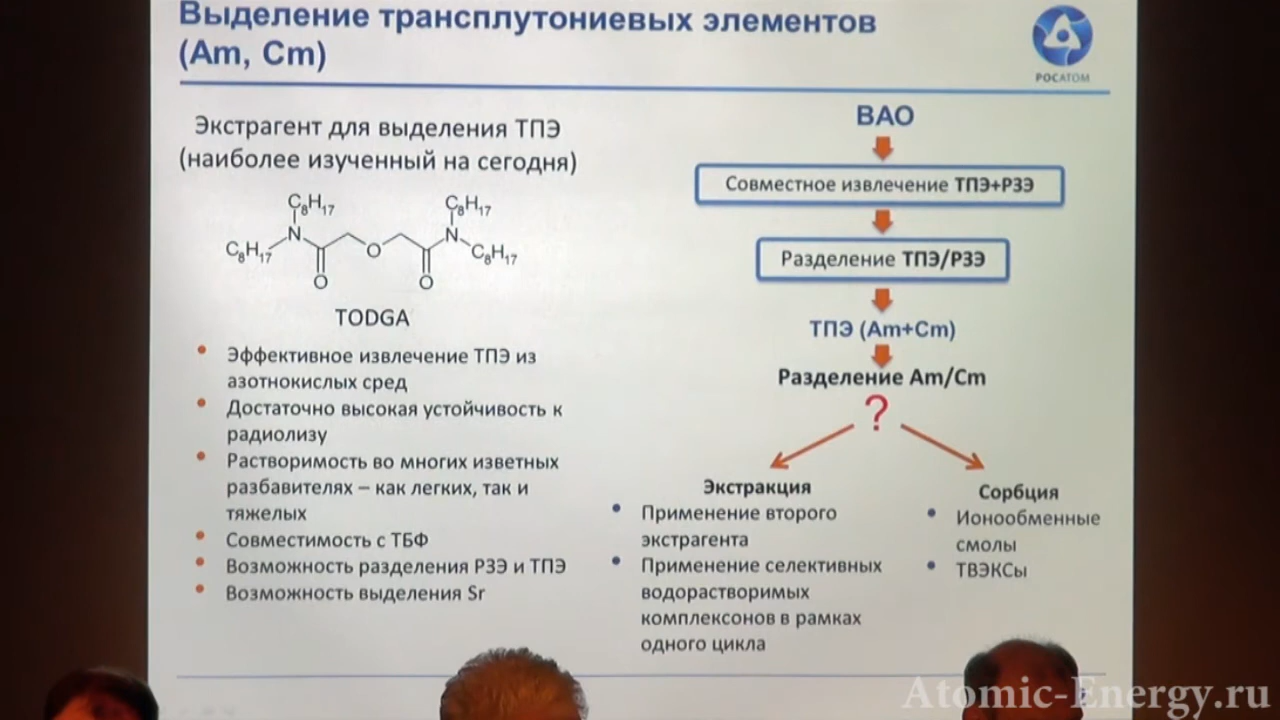 Выделение трансплутониевых элементов
(Am, Cm)
РОСАТОМ
Экстрагент для выделения ТПЭ
(наиболее изученный на сегодня)
C8H17
C8H17
N
O
N
C8H17
C8H17
O
O
TODGA
Эффективное извлечение ТПЭ из
азотнокислых сред
Достаточно высокая устойчивость к
радиолизу
Растворимость во многих изветных
разбавителях – как легких, так и
тяжелых
Совместимость с ТБФ
Возможность разделения РЗЭ и ТПЭ
Возможность выделения Sr
ВАО
Совместное извлечение ТПЭ+РЗЭ
Разделение ТПЭ/РЗЭ
ТПЭ (Am+Cm)
Разделение Am/Cm
?
Экстракция
Применение второго
экстрагента
Применение селективных
водорастворимых
комплексонов в рамках
одного цикла
Сорбция
Ионообменные
смолы
ТВЭКСы
Atomic-Energy.ru